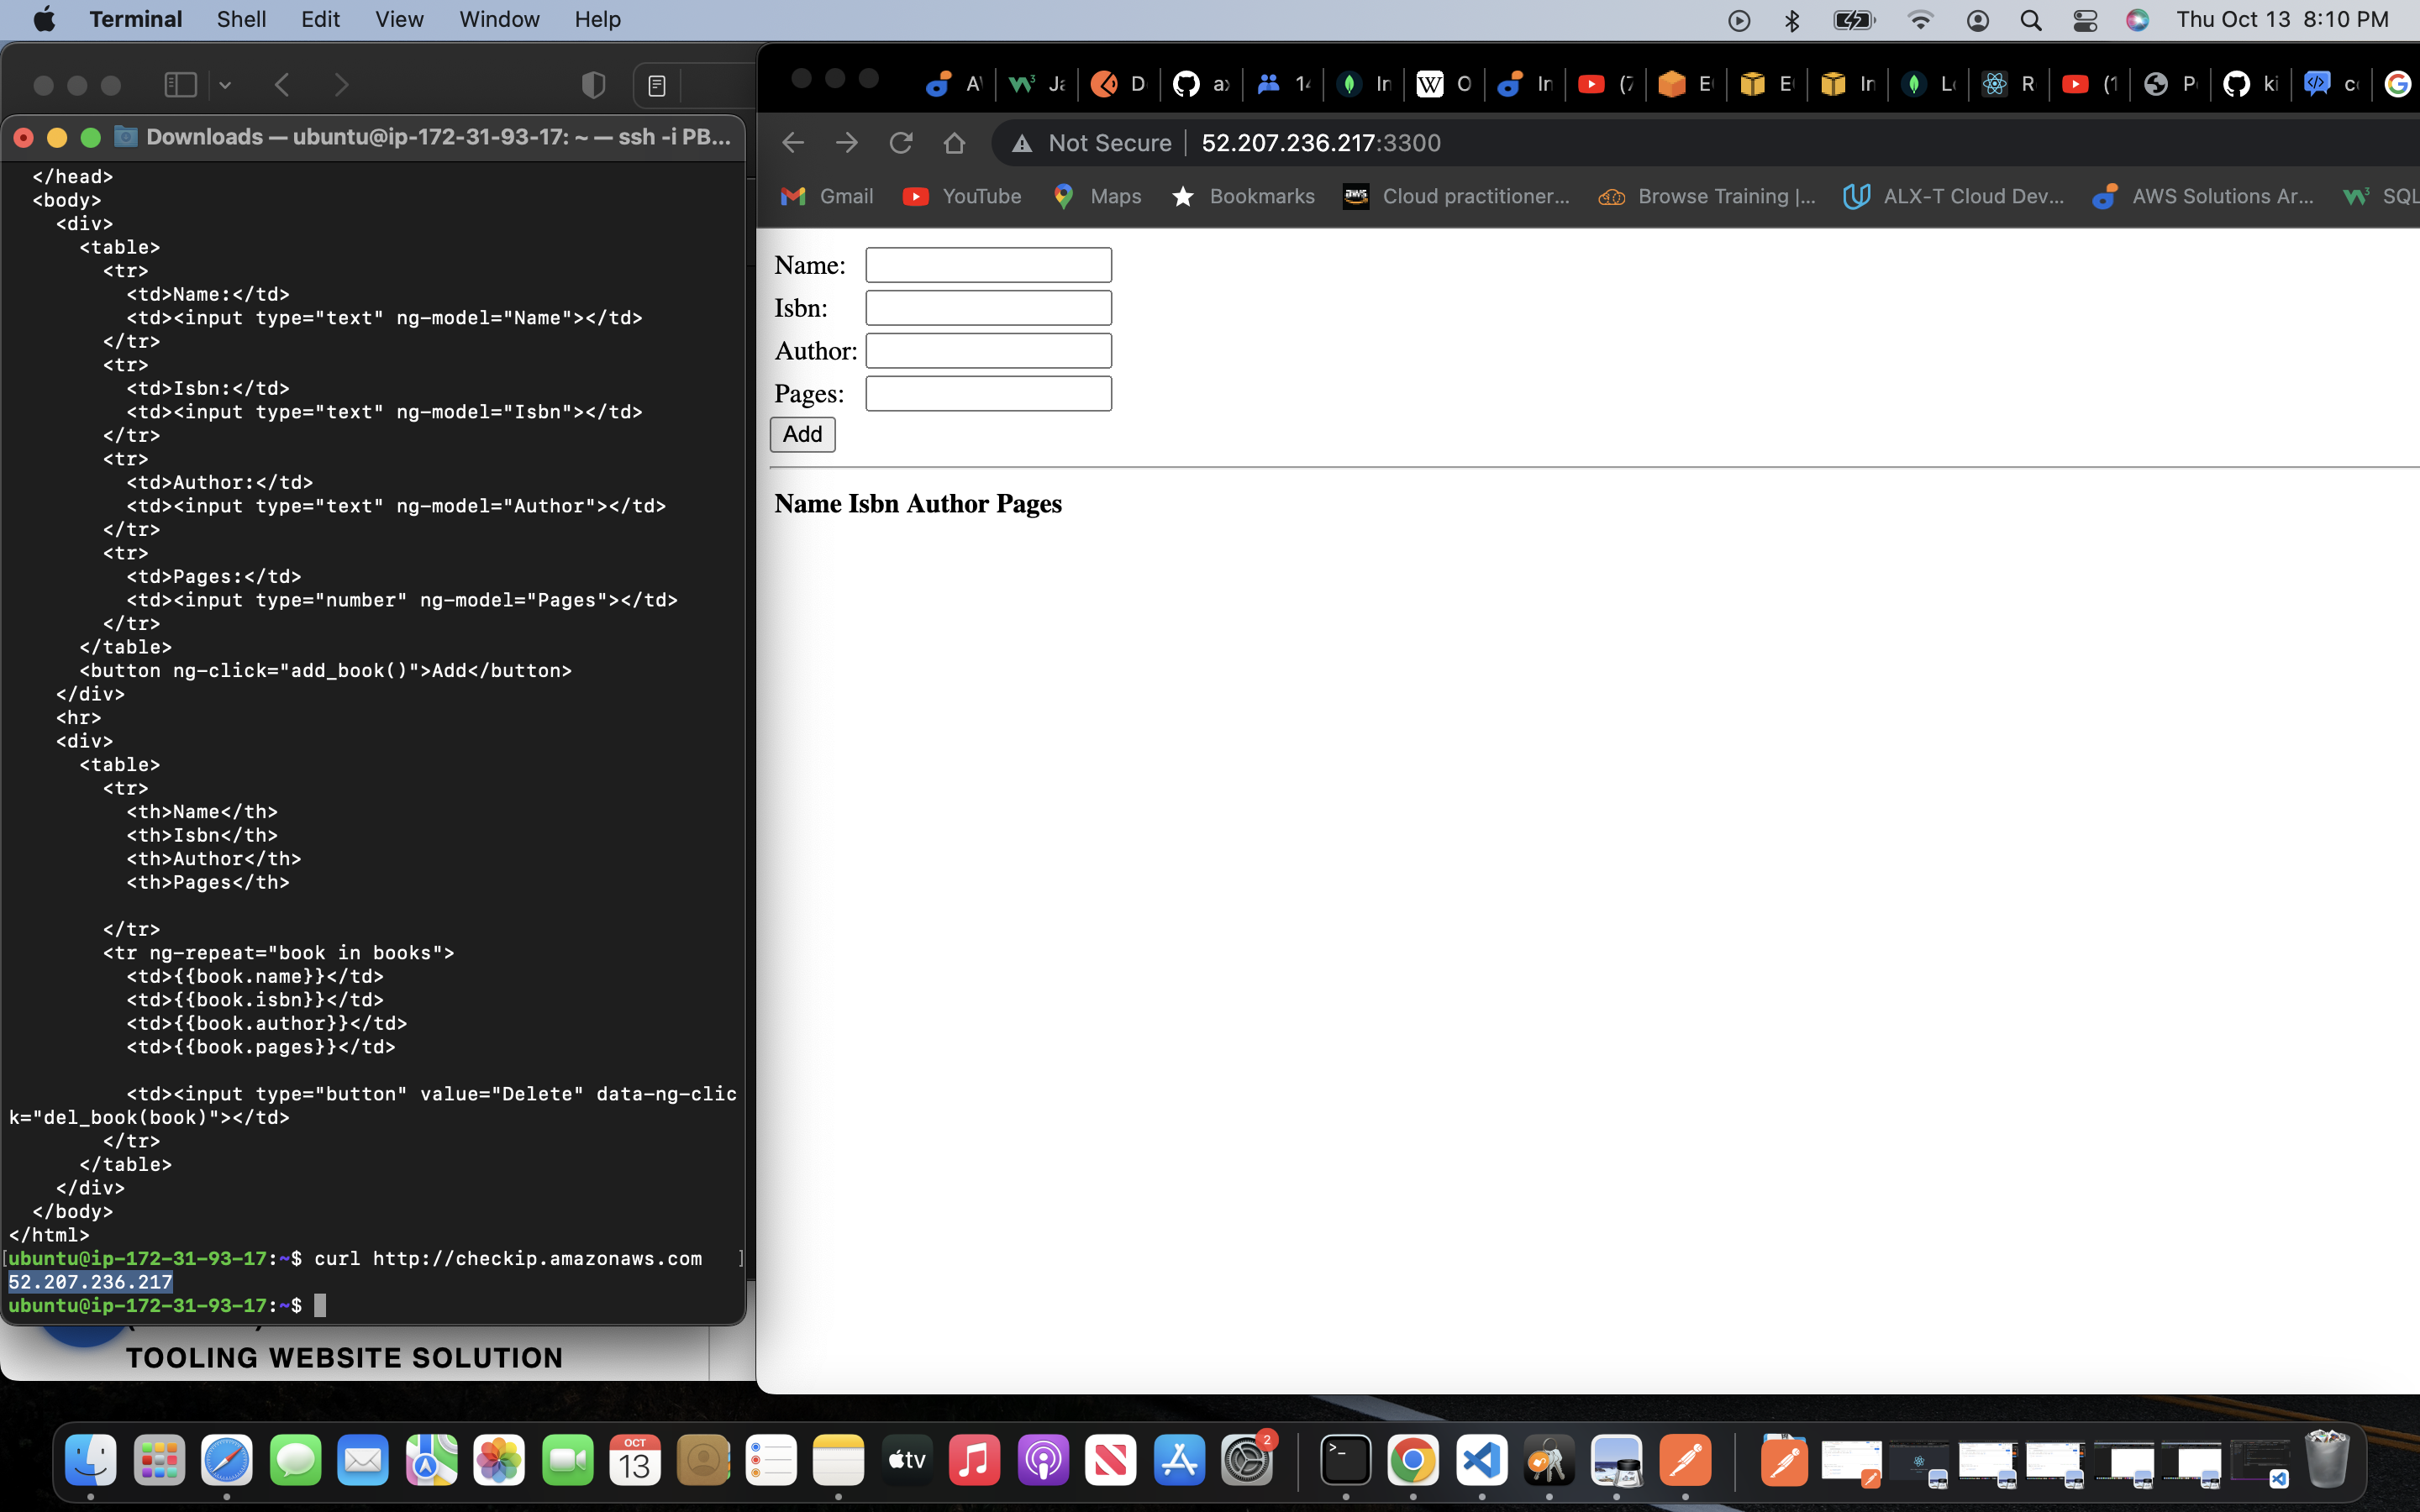 Terminal Shell Edit View Window Help Thu Oct 13 8:10 PM
Downloads — ubuntu@ip-172-31-93-17: ~ — ssh -i PB...
</head>
<body>
<div>
<table>
<tr>
<td>Name:</td>
<td><input type="text" ng-model="Name"></td>
</tr>
<tr>
<td>Isbn:</td>
<td><input type="text" ng-model="Isbn"></td>
</tr>
<tr>
<td>Author:</td>
<td><input type="text" ng-model="Author"></td>
</tr>
<tr>
<td>Pages:</td>
<td><input type="number" ng-model="Pages"></td>
</tr>
</table>
<button ng-click="add_book()">Add</button>
</div>
<hr>
<div>
<table>
<tr>
<th>Name</th>
<th>Isbn</th>
<th>Author</th>
<th>Pages</th>
</tr>
<tr ng-repeat="book in books">
<td>{{book.name}}</td>
<td>{{book.isbn}}</td>
<td>{{book.author}}</td>
<td>{{book.pages}}</td>
<td><input type="button" value="Delete" data-ng-clic
k="del_book(book)"></td>
</tr>
</table>
</div>
</body>
</html>
[ubuntu@ip-172-31-93-17:~$ curl http://checkip.amazonaws.com ]
52.207.236.217
ubuntu@ip-172-31-93-17:~$
TOOLING WEBSITE SOLUTION
Not Secure 52.207.236.217:3300
Gmail YouTube Maps Bookmarks aws Cloud practitioner... Browse Training |... ALX-T Cloud Dev... AWS Solutions Ar... SQL
Name:
Isbn:
Author:
Pages:
Add
Name Isbn Author Pages
OCT
13
tv
2